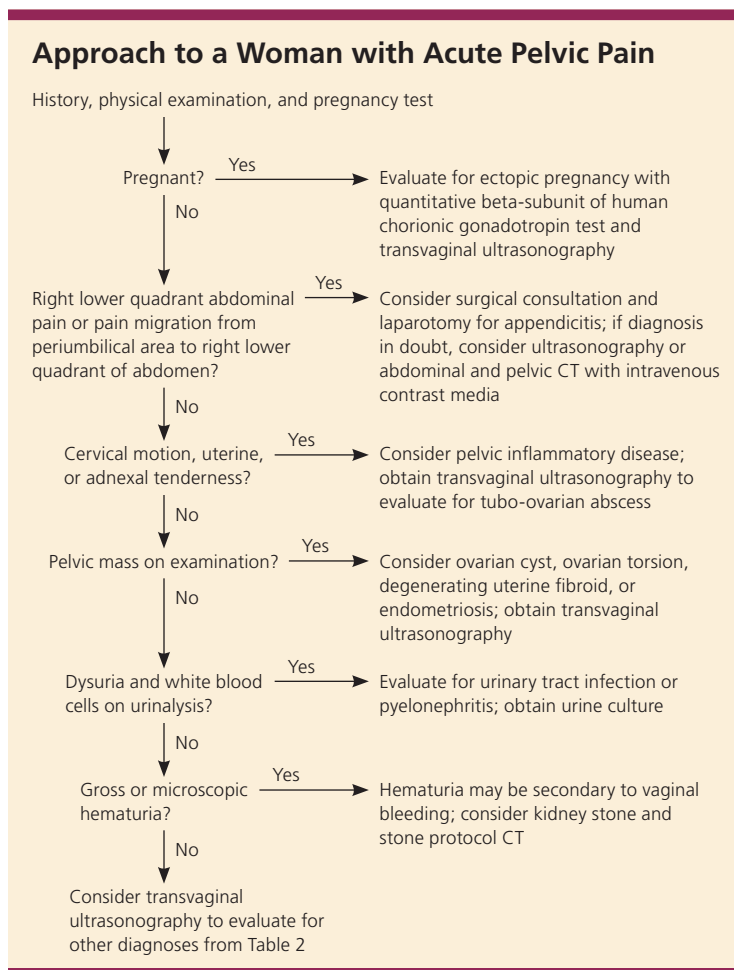 Approach to a Woman with Acute Pelvic Pain
History, physical examination, and pregnancy test
Pregnant?
Yes
Evaluate for ectopic pregnancy with
quantitative beta-subunit of human
chorionic gonadotropin test and
transvaginal ultrasonography
No
Right lower quadrant abdominal
pain or pain migration from
periumbilical area to right lower
quadrant of abdomen?
Yes
Consider surgical consultation and
laparotomy for appendicitis; if diagnosis
in doubt, consider ultrasonography or
abdominal and pelvic CT with intravenous
contrast media
No
Cervical motion, uterine,
or adnexal tenderness?
Yes
Consider pelvic inflammatory disease;
obtain transvaginal ultrasonography to
evaluate for tubo-ovarian abscess
No
Pelvic mass on examination?
Yes
Consider ovarian cyst, ovarian torsion,
degenerating uterine fibroid, or
endometriosis; obtain transvaginal
ultrasonography
No
Dysuria and white blood
cells on urinalysis?
Yes
Evaluate for urinary tract infection or
pyelonephritis; obtain urine culture
No
Gross or microscopic
hematuria?
Yes
Hematuria may be secondary to vaginal
bleeding; consider kidney stone and
stone protocol CT
No
Consider transvaginal
ultrasonography to evaluate for
other diagnoses from Table 2